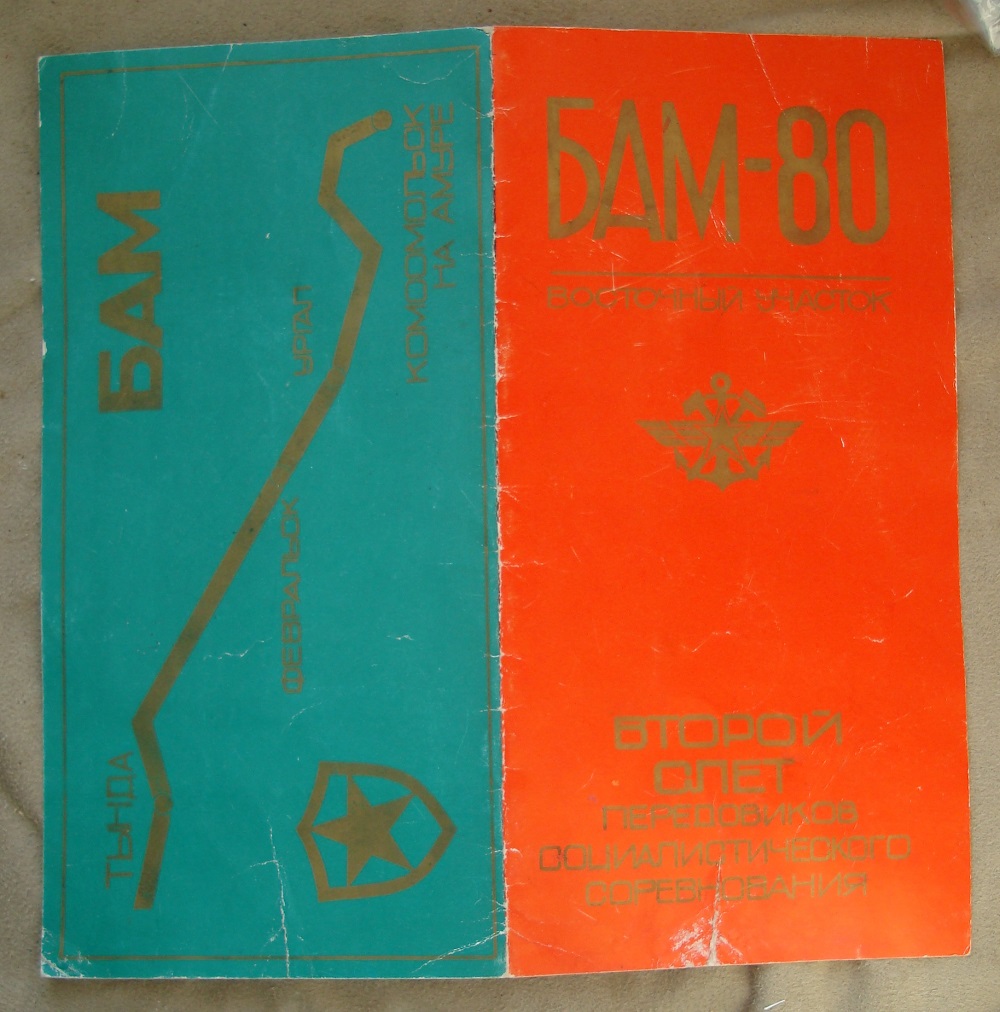 БАМ
ТЫНДА
ФЕВРАЛЬСК
УРГАЛ
КОМСОМОЛЬСК
НА АМУРЕ
БАМ-80
ВОСТОЧНЫЙ УЧАСТОК
ВТОРОЙ
СЛЕТ
ПЕРЕДОВИКОВ
СОЦИАЛИСТИЧЕСКОГО
СОРЕВНОВАНИЯ